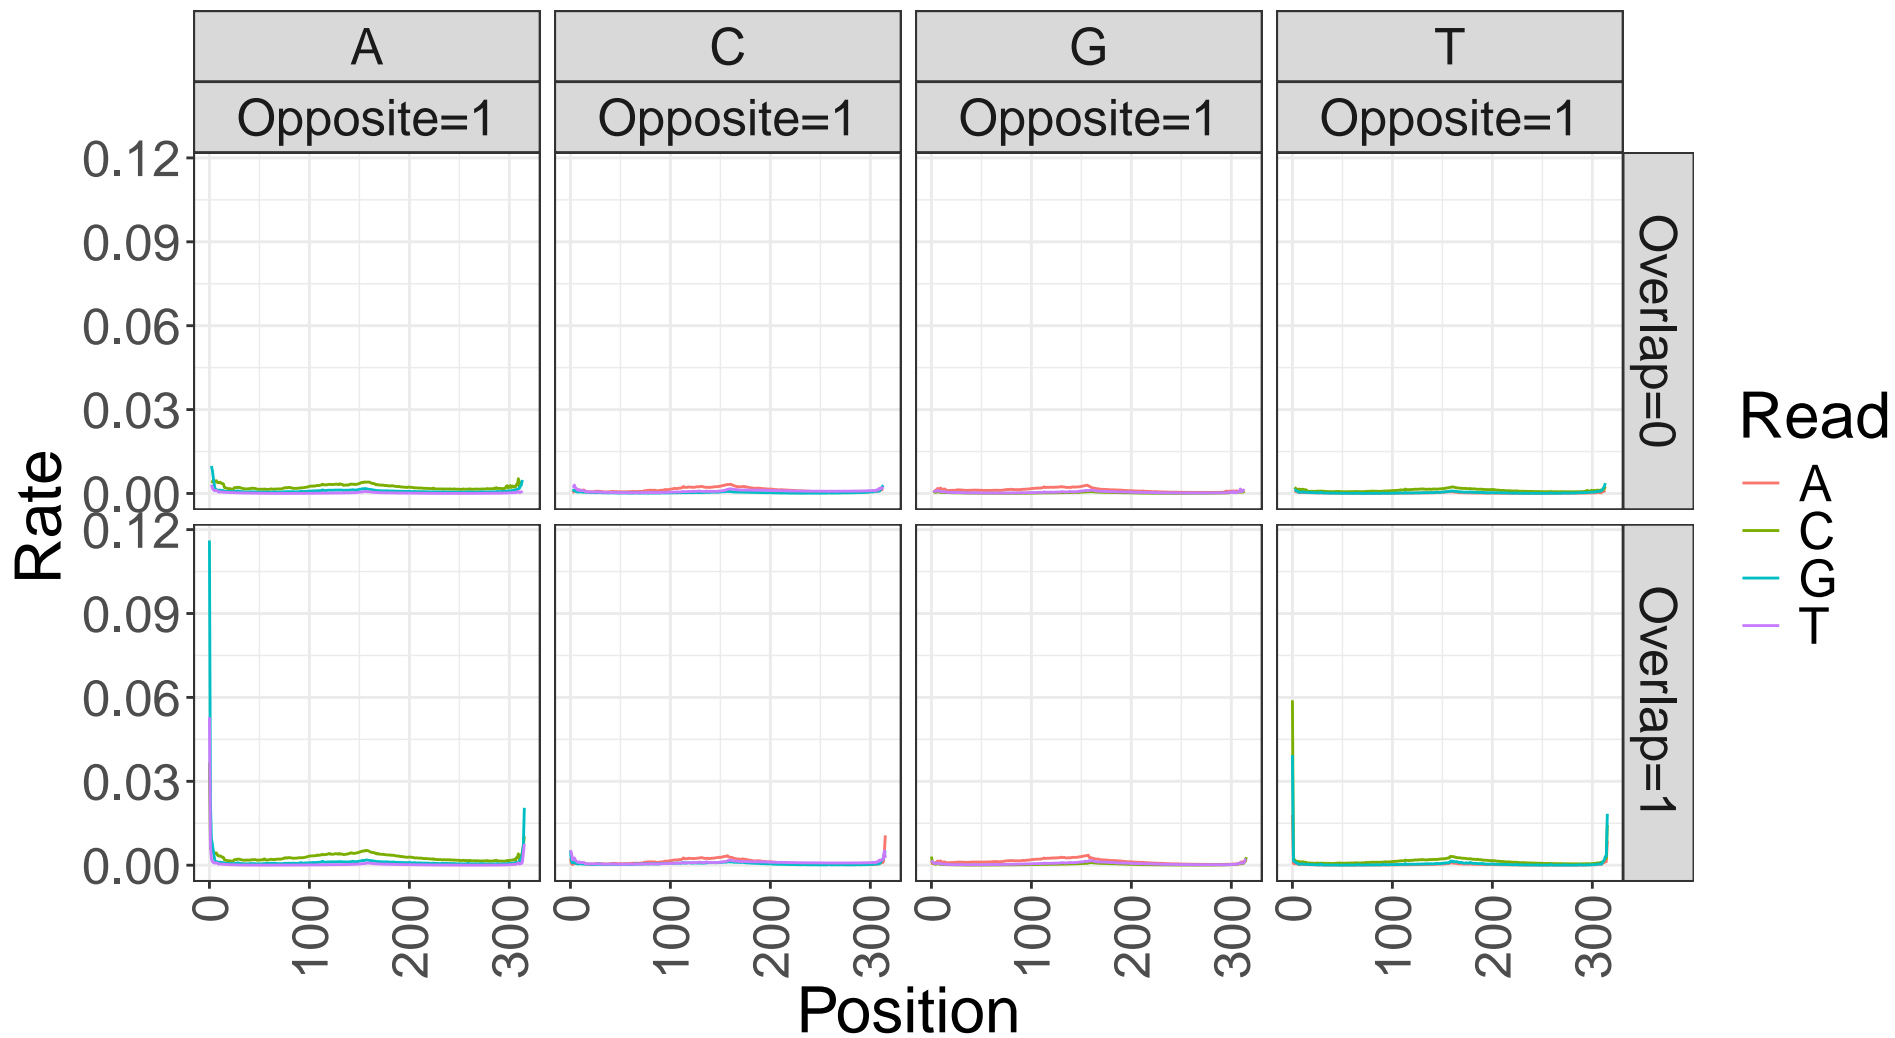 A C G T
Opposite=1 Opposite=1 Opposite=1 Opposite=1
0.12
0.09
0.06
0.03
0.00
Overlap=0
Rate
0.12
0.09
0.06
0.03
0.00
Overlap=1
0 100 200 300 0 100 200 300 0 100 200 300 0 100 200 300
Position
Read
A
C
G
T